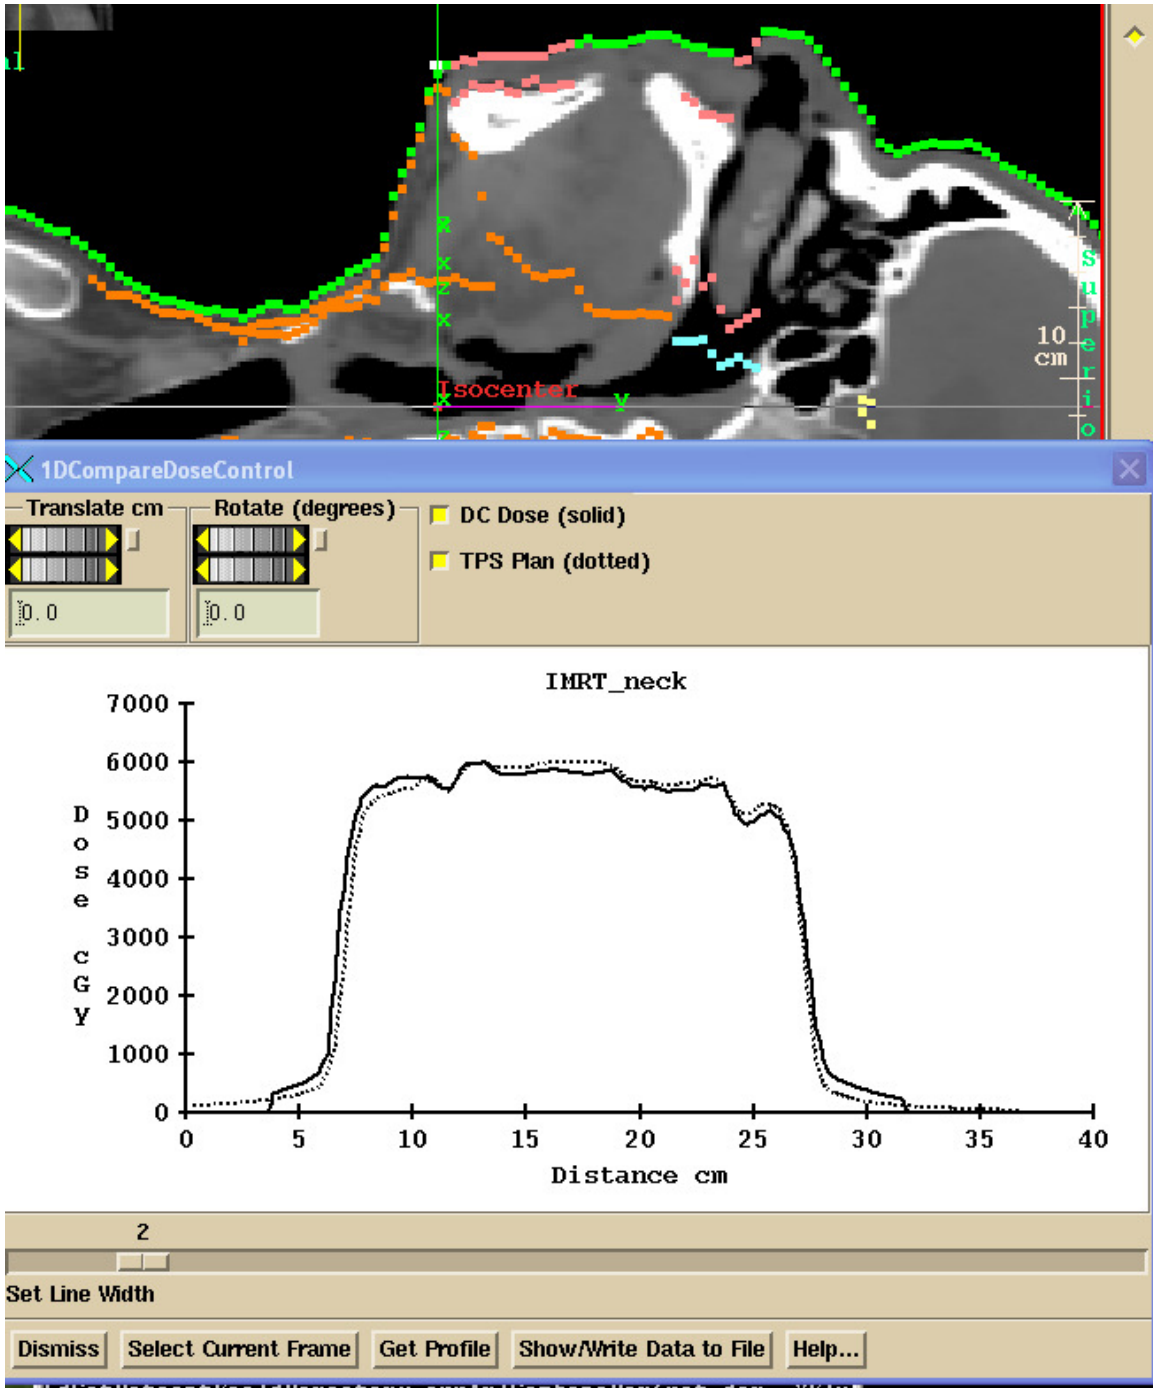 al
x
x
z
x
Isocenter
x
y
z
10
cm
superio
1DCompareDoseControl
Translate cm
Rotate (degrees)
DC Dose (solid)
TPS Plan (dotted)
0.0
0.0
IMRT_neck
7000
6000
5000
4000
3000
2000
1000
0
Dose cGy
0 5 10 15 20 25 30 35 40
Distance cm
2
Set Line Width
Dismiss Select Current Frame Get Profile Show/Write Data to File Help...